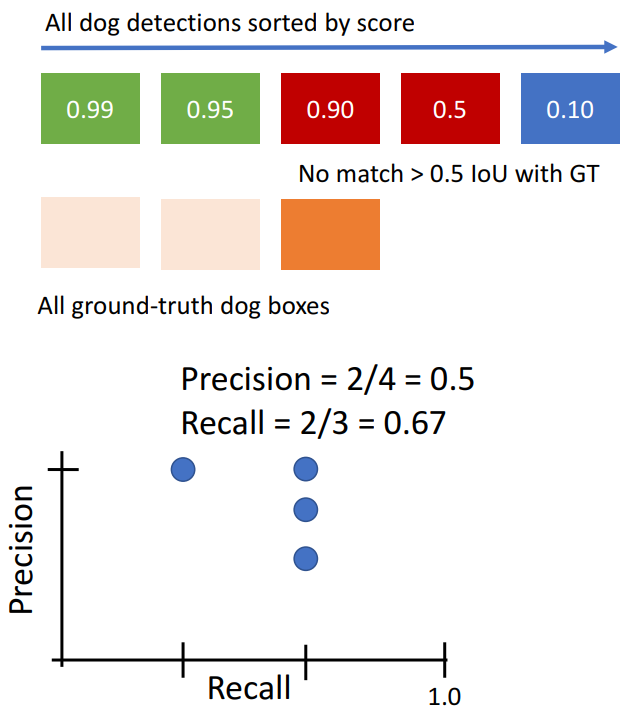 All dog detections sorted by score
0.99 0.95 0.90 0.5 0.10
No match > 0.5 IoU with GT
All ground-truth dog boxes
Precision = 2/4 = 0.5
Recall = 2/3 = 0.67
Precision
Recall
1.0